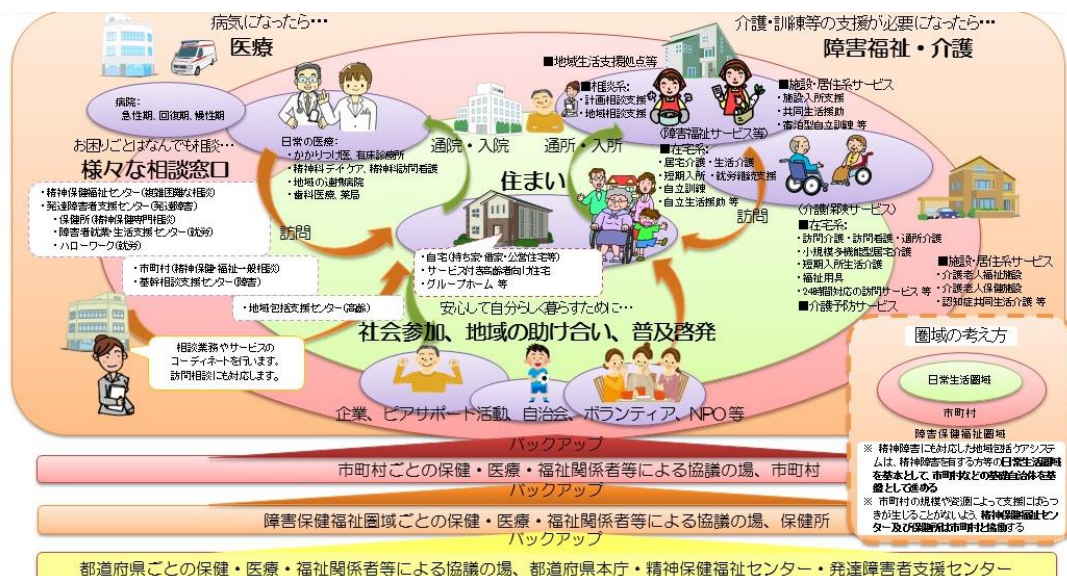 病気になったら…
医療
介護・訓練等の支援が必要になったら…
障害福祉・介護
病院:
急性期、回復期、慢性期
日常の医療:
・かかりつけ医、有床診療所
・精神科デイケア、精神科訪問看護
・地域の連携病院
・歯科医療、薬局
通院・入院
通所・入所
■地域生活支援拠点等
■相談系:
・計画相談支援
・地域相談支援
(障害福祉サービス等)
■在宅系:
・居宅介護・生活介護
・短期入所・就労継続支援
・自立訓練
・自立生活援助 等
■施設・居住系サービス
・施設入所支援
・共同生活援助
・宿泊型自立訓練 等
お困りごとはなんでも相談…
様々な相談窓口
・精神保健福祉センター(複雑困難な相談)
・発達障害者支援センター(発達障害)
・保健所(精神保健専門相談)
・障害者就業・生活支援センター(就労)
・ハローワーク(就労)
・市町村(精神保健・福祉一般相談)
・基幹相談支援センター(障害)
・地域包括支援センター(高齢)
訪問
住まい
訪問
・自宅(持ち家・借家・公営住宅等)
・サービス付き高齢者向け住宅
・グループホーム 等
(介護保険サービス)
■在宅系:
・訪問介護・訪問看護・通所介護
・小規模多機能型居宅介護
・短期入所生活介護
・福祉用具
・24時間対応の訪問サービス 等
■介護予防サービス
■施設・居住系サービス
・介護老人福祉施設
・介護老人保健施設
・認知症共同生活介護 等
相談業務やサービスの
コーディネートを行います。
訪問相談にも対応します。
安心して自分らしく暮らすために…
社会参加、地域の助け合い、普及啓発
企業、ピアサポート活動、自治会、ボランティア、NPO 等
圏域の考え方
日常生活圏域
市町村
障害保健福祉圏域
※ 精神障害にも対応した地域包括ケアシス
テムは、精神障害を有する方等の日常生活圏域
を基本として、市町村などの基礎自治体を基
盤として進める
※ 市町村の規模や資源によって支援にばらつ
きが生じることがないよう、精神保健福祉セン
ター及び保健所は市町村と協働する
バックアップ
市町村ごとの保健・医療・福祉関係者等による協議の場、市町村
バックアップ
障害保健福祉圏域ごとの保健・医療・福祉関係者等による協議の場、保健所
バックアップ
都道府県ごとの保健・医療・福祉関係者等による協議の場、都道府県本庁・精神保健福祉センター・発達障害者支援センター